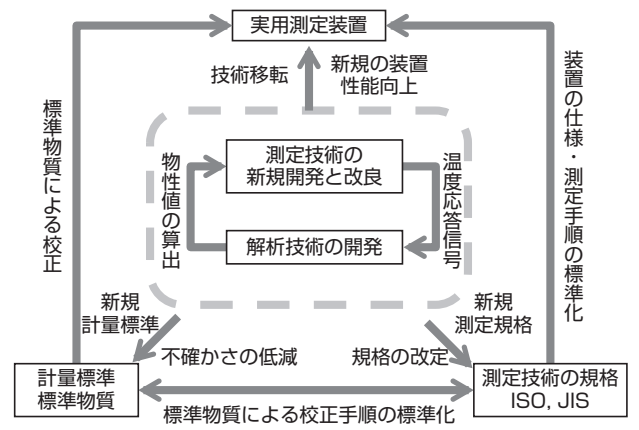 実用測定装置
技術移転
新規の装置
性能向上
標準物質による校正
装置の仕様・測定手順の標準化
測定技術の
新規開発と改良
物性値の算出
温度応答信号
解析技術の開発
新規
計量標準
新規
測定規格
不確かさの低減
規格の改定
計量標準
標準物質
測定技術の規格
ISO, JIS
標準物質による校正手順の標準化